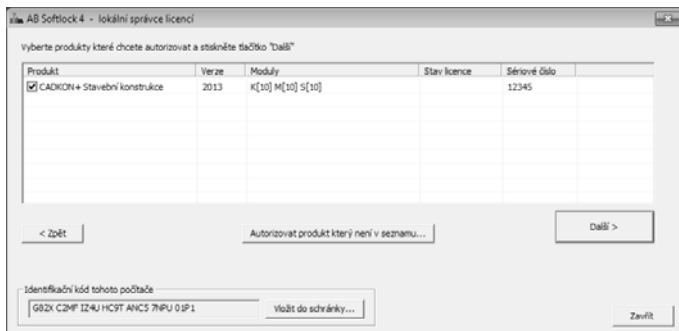 AB Softlock 4 - lokální správce licencí
Vyberte produkty které chcete autorizovat a stiskněte tlačítko "Další"
Produkt Verze Moduly Stav licence Sériové číslo
CADKON+ Stavební konstrukce 2013 K[10] M[10] S[10] 12345
< Zpět Autorizovat produkt který není v seznamu... Další >
Identifikační kód tohoto počítače
G82X C2MF IZ4U HC9T ANC5 7NPU 01P1 Vložit do schránky...
Zavřít